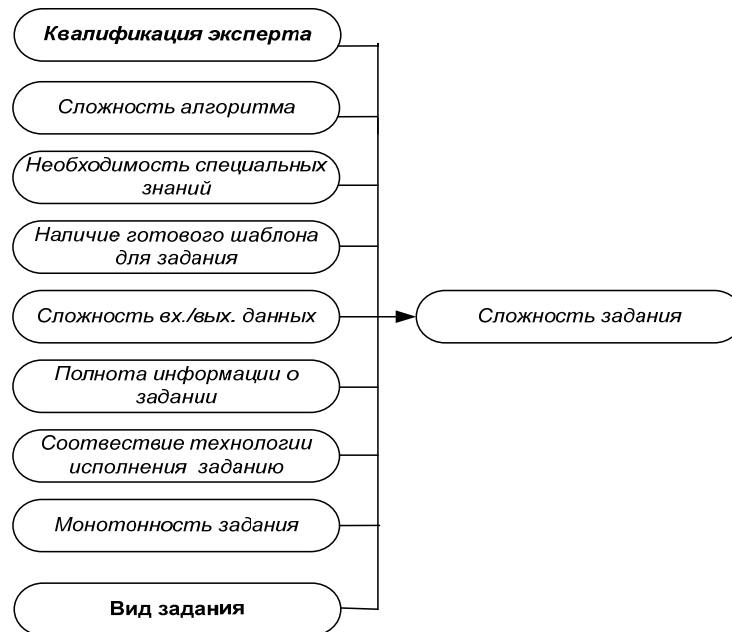 Квалификация эксперта
Сложность алгоритма
Необходимость специальных
знаний
Наличие готового шаблона
для задания
Сложность вх./вых. данных
Сложность задания
Полнота информации о
задании
Соотвествие технологии
исполнения заданию
Монотонность задания
Вид задания